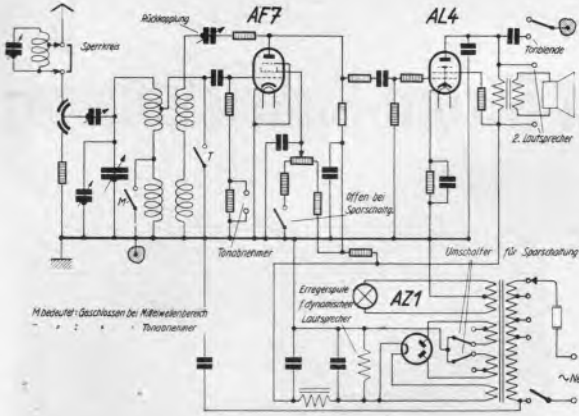 Rückkopplung
AF7
AL4
Sperrkreis
Tonblende
2. Lautsprecher
T
M
Tonabnehmer
Offen bei
Sparschaltg.
Umschalter für Sparschaltung
Erregerspule
f. dynamischen
Lautsprecher
AZ1
M bedeutet: Geschlossen bei Mittelwellenbereich
" T " " Tonabnehmer